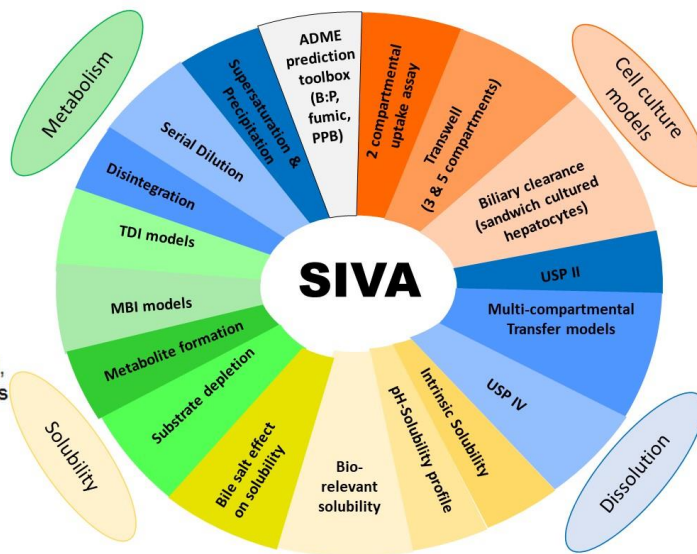 Metabolism
Cell culture
models
Solubility
Dissolution
SIVA
ADME
prediction
toolbox
(B:P,
fumic,
PPB)
2 compartmental
uptake assay
Transwell
(3 & 5 compartments)
Biliary clearance
(sandwich cultured
hepatocytes)
USP II
Multi-compartmental
Transfer models
USP IV
Intrinsic Solubility
pH-Solubility profile
Bio-
relevant
solubility
Bile salt effect
on solubility
Substrate depletion
Metabolite formation
MBI models
TDI models
Disintegration
Serial Dilution
Supersaturation &
Precipitation
,
s